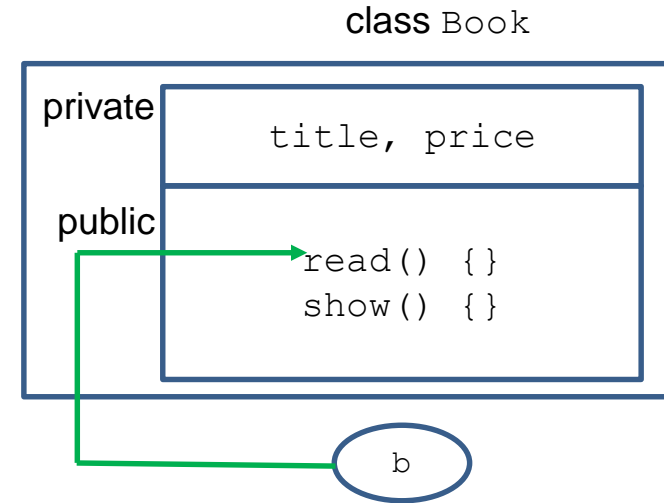 class Book
private
title, price
public
read() {}
show() {}
b